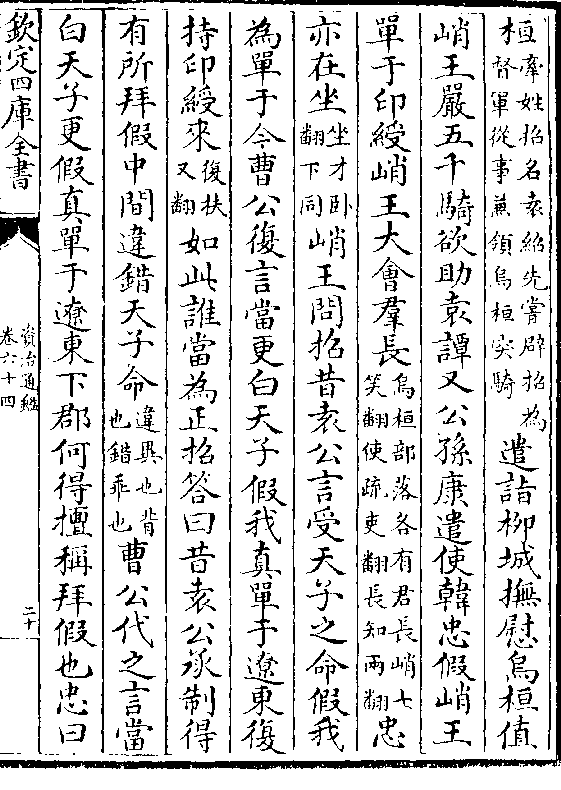 桓牽姓招名袁紹先嘗辟招為
督軍從事兼領烏桓突騎遣詣柳城撫慰烏桓值
峭王嚴五千騎欲助袁譚又公孫康遣使韓忠假峭王
單于印綬峭王大會羣長烏桓部落各有君長峭七
笑翻使疏吏翻長知兩翻忠
亦在坐坐才卧
翻下同峭王問招昔袁公言受天子之命假我
為單于今曹公復言當更白天子假我真單于遼東復
持印綬來復扶
又翻如此誰當為正招答曰昔袁公承制得
有所拜假中間違錯天子命違異也背
也錯乖也曹公代之言當
白天子更假真單于遼東下郡何得擅稱拜假也忠曰
欽定四庫全書
資治通鑑
卷六十四
二十